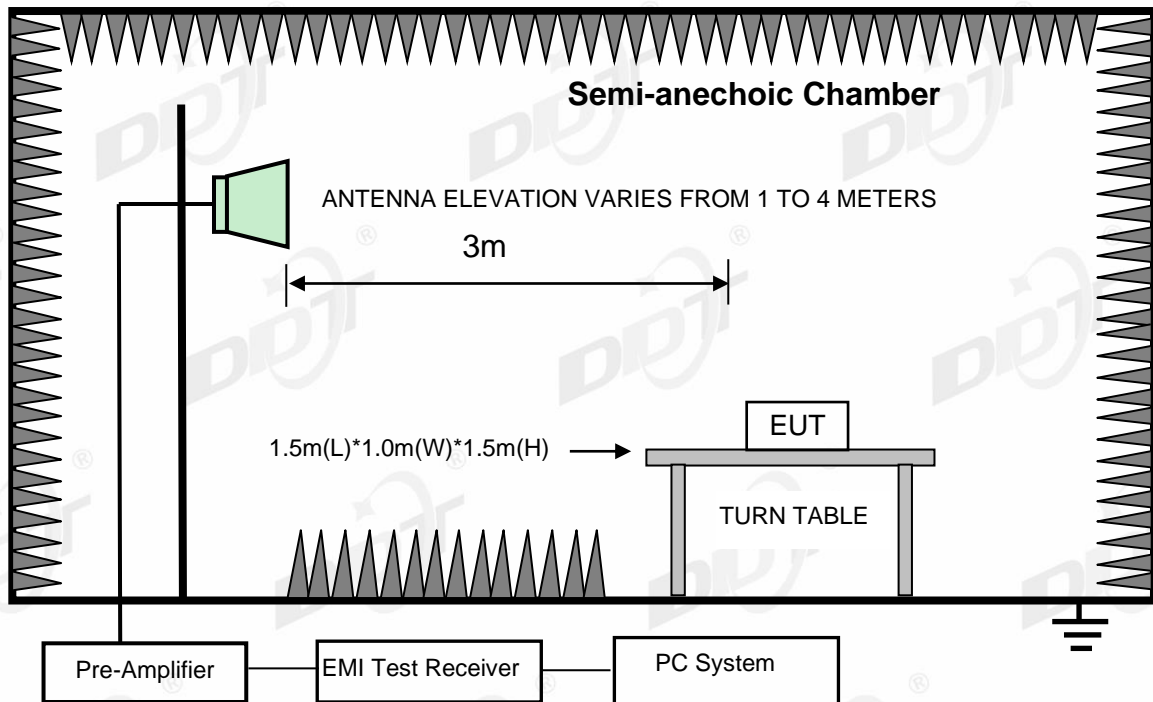 Semi-anechoic Chamber
ANTENNA ELEVATION VARIES FROM 1 TO 4 METERS
3m
EUT
1.5m(L)*1.0m(W)*1.5m(H)
TURN TABLE
Pre-Amplifier
EMI Test Receiver
PC System
DDT